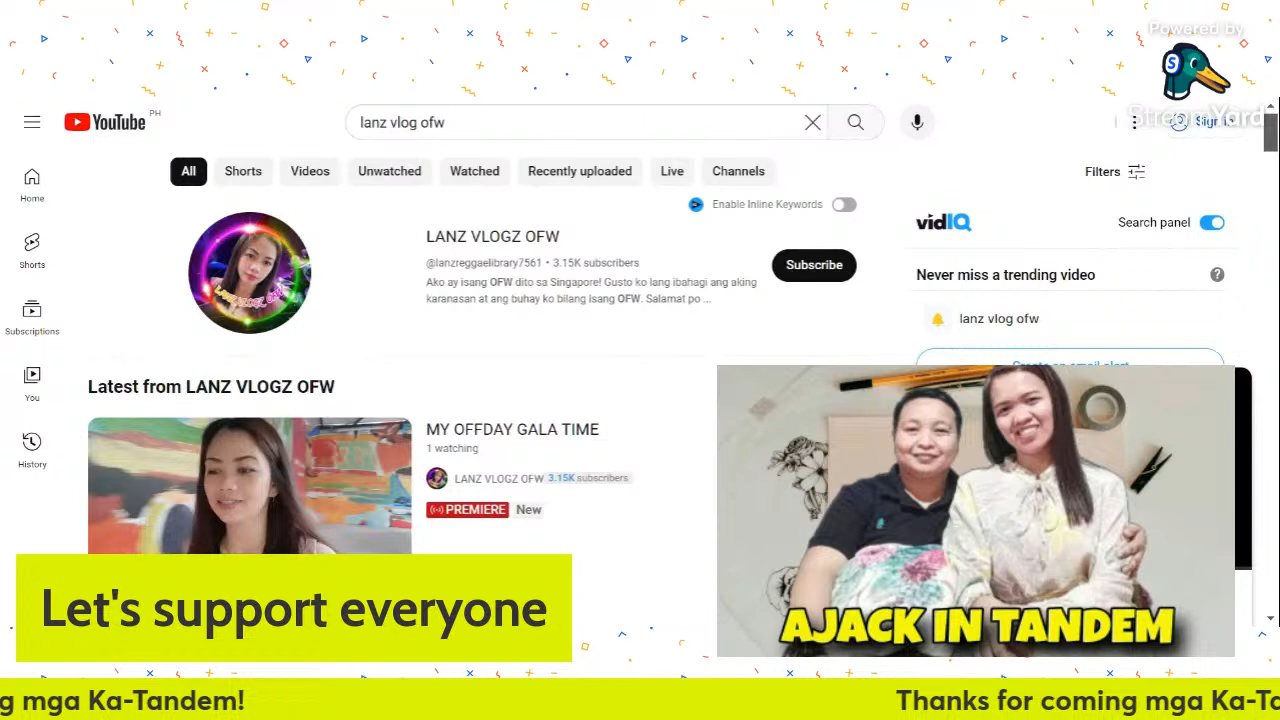 Powered by
StreamYard
YouTube PH
lanz vlog ofw
Sign in
All
Shorts
Videos
Unwatched
Watched
Recently uploaded
Live
Channels
Filters
Home
Shorts
Subscriptions
You
History
Enable Inline Keywords
LANZ VLOGZ OFW
@lanzreggaelibrary7561 • 3.15K subscribers
Ako ay isang OFW dito sa Singapore! Gusto ko lang ibahagi ang aking
karanasan at ang buhay ko bilang isang OFW. Salamat po ...
Subscribe
vidIQ
Search panel
Never miss a trending video
lanz vlog ofw
Latest from LANZ VLOGZ OFW
MY OFFDAY GALA TIME
1 watching
LANZ VLOGZ OFW 3.15K subscribers
PREMIERE New
Let's support everyone
AJACK IN TANDEM
g mga Ka-Tandem!
Thanks for coming mga Ka-Ta